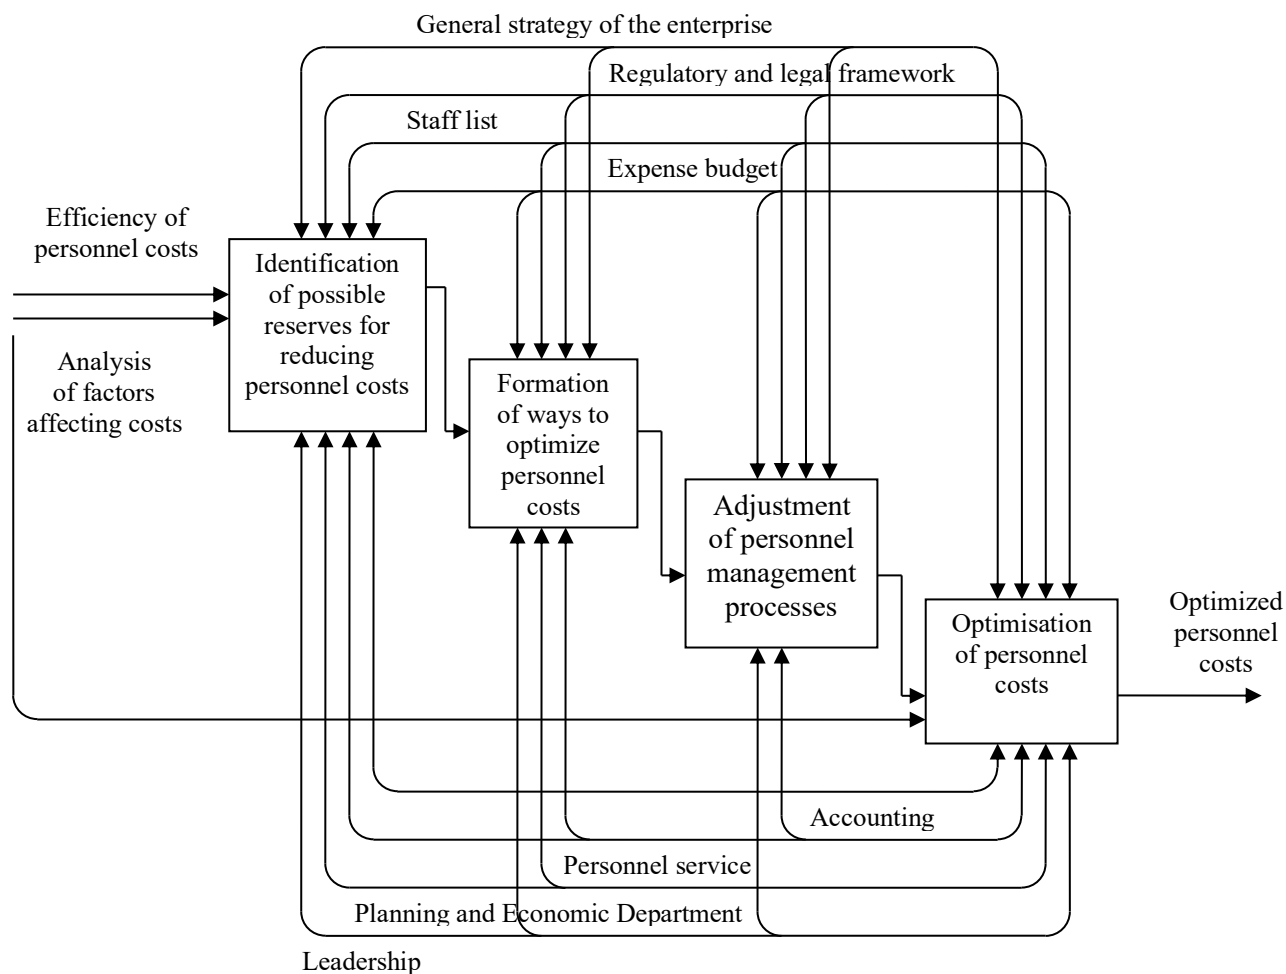 General strategy of the enterprise
Regulatory and legal framework
Staff list
Expense budget
Efficiency of
personnel costs
Identification
of possible
reserves for
reducing
personnel costs
Analysis
of factors
affecting costs
Formation
of ways to
optimize
personnel
costs
Adjustment
of personnel
management
processes
Optimisation
of personnel
costs
Optimized
personnel
costs
Accounting
Personnel service
Planning and Economic Department
Leadership